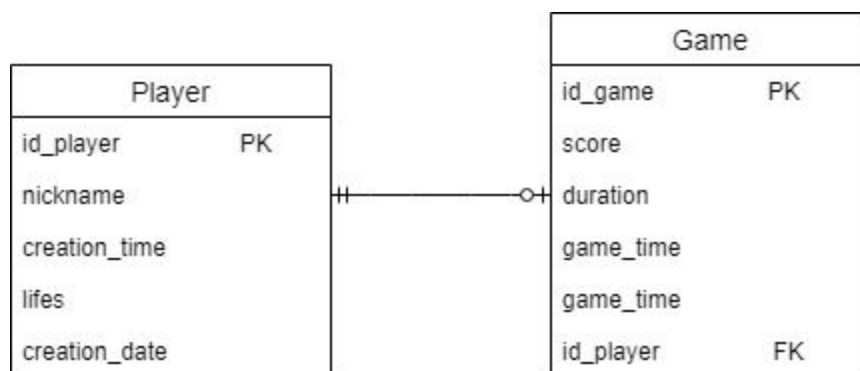 Player
id_player PK
nickname
creation_time
lifes
creation_date
Game
id_game PK
score
duration
game_time
game_time
id_player FK